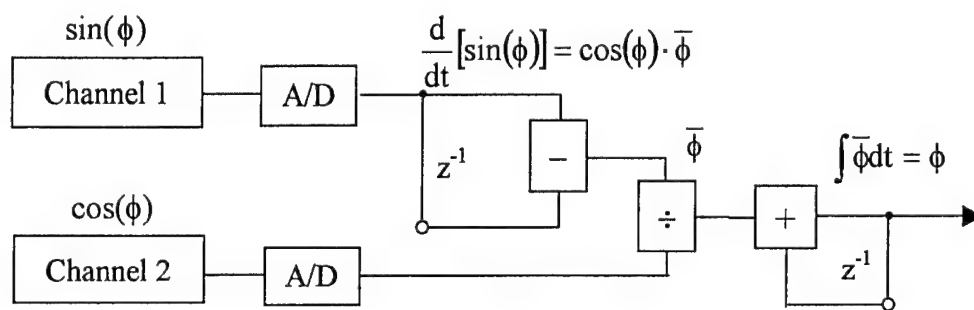 sin(ϕ)
d/dt [sin(ϕ)] = cos(ϕ) · ϕ̅
Channel 1
A/D
−
z⁻¹
ϕ̅
∫ϕ̅dt = ϕ
cos(ϕ)
÷
+
Channel 2
A/D
z⁻¹